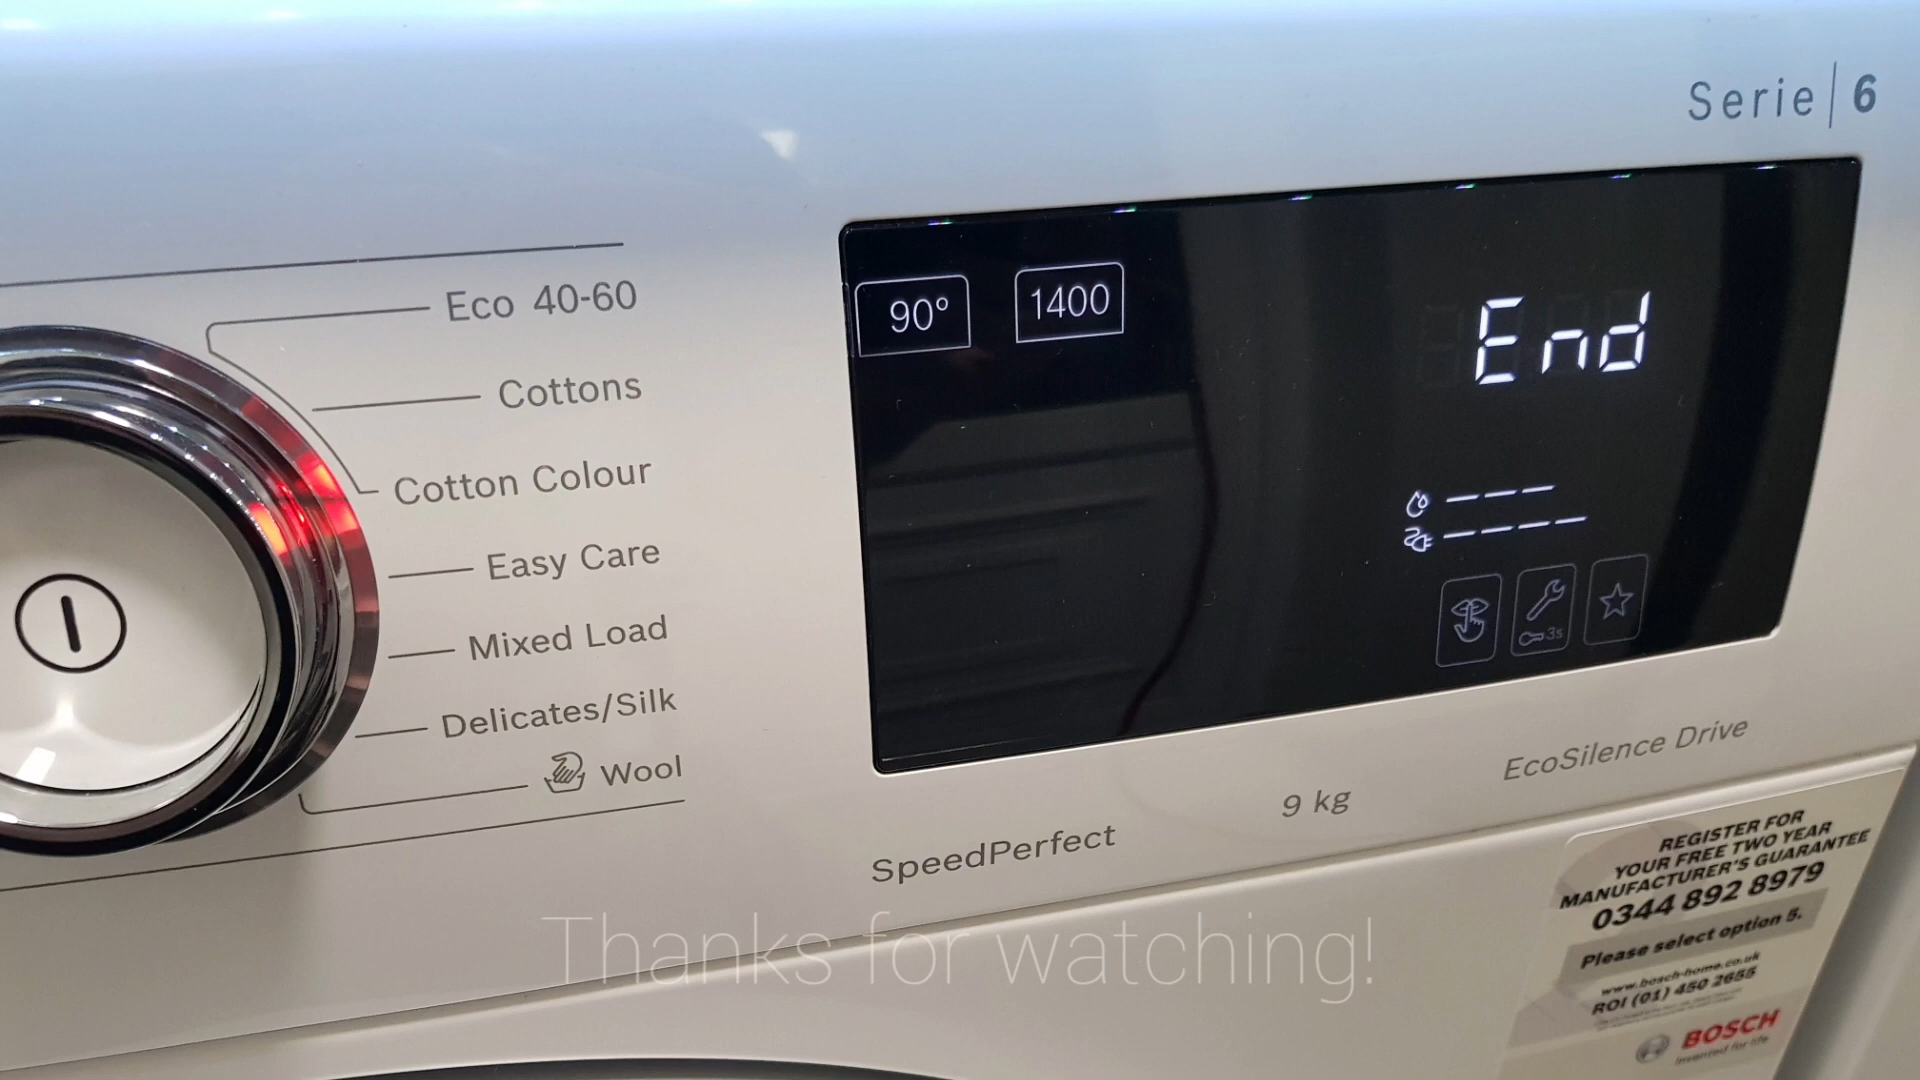 Serie | 6
Eco 40-60
Cottons
Cotton Colour
Easy Care
Mixed Load
Delicates/Silk
Wool
90°
1400
End
---
----
3s
SpeedPerfect
9 kg
EcoSilence Drive
REGISTER FOR
YOUR FREE TWO YEAR
MANUFACTURER'S GUARANTEE
0344 892 8979
Please select option 5.
www.bosch-home.co.uk
ROI (01) 450 2655
BOSCH
Invented for life
Thanks for watching!